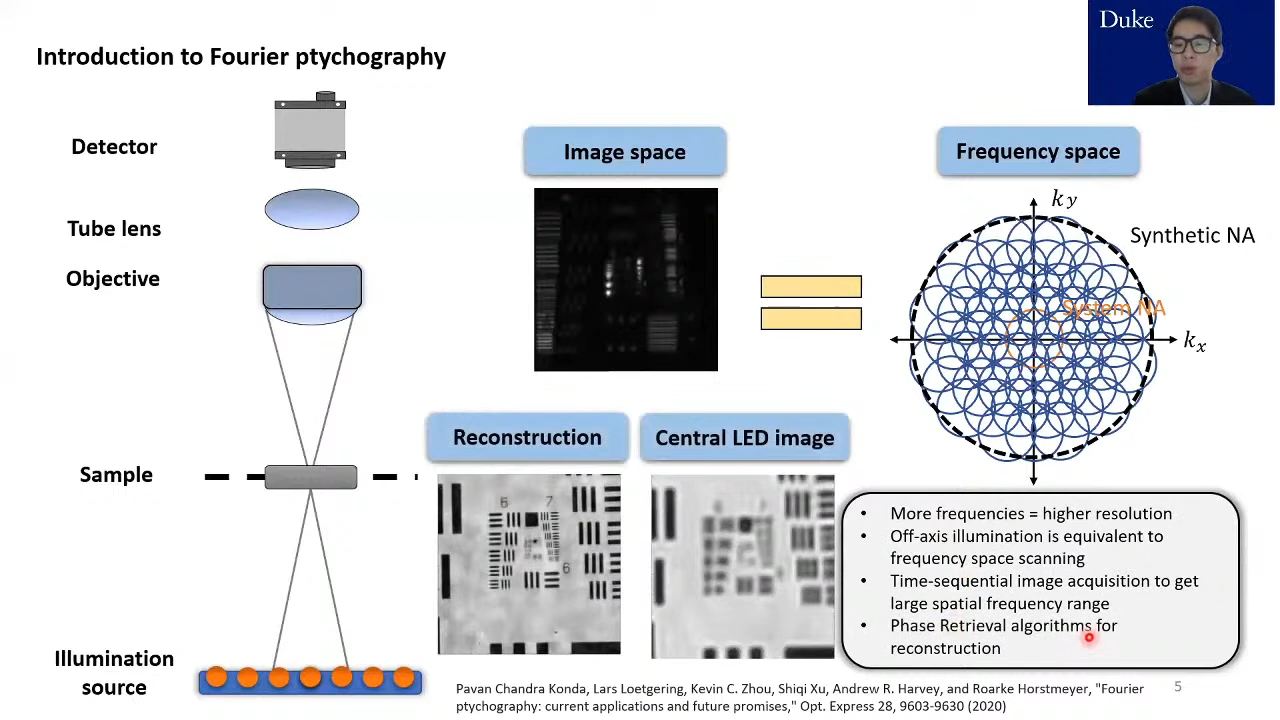 Duke
Introduction to Fourier ptychography
Detector
Tube lens
Objective
Sample
Illumination
source
Image space
Frequency space
ky
Synthetic NA
System NA
kx
Reconstruction
Central LED image
6
7
6
• More frequencies = higher resolution
• Off-axis illumination is equivalent to
frequency space scanning
• Time-sequential image acquisition to get
large spatial frequency range
• Phase Retrieval algorithms for
reconstruction
Pavan Chandra Konda, Lars Loetgering, Kevin C. Zhou, Shiqi Xu, Andrew R. Harvey, and Roarke Horstmeyer, "Fourier
ptychography: current applications and future promises," Opt. Express 28, 9603-9630 (2020)
5